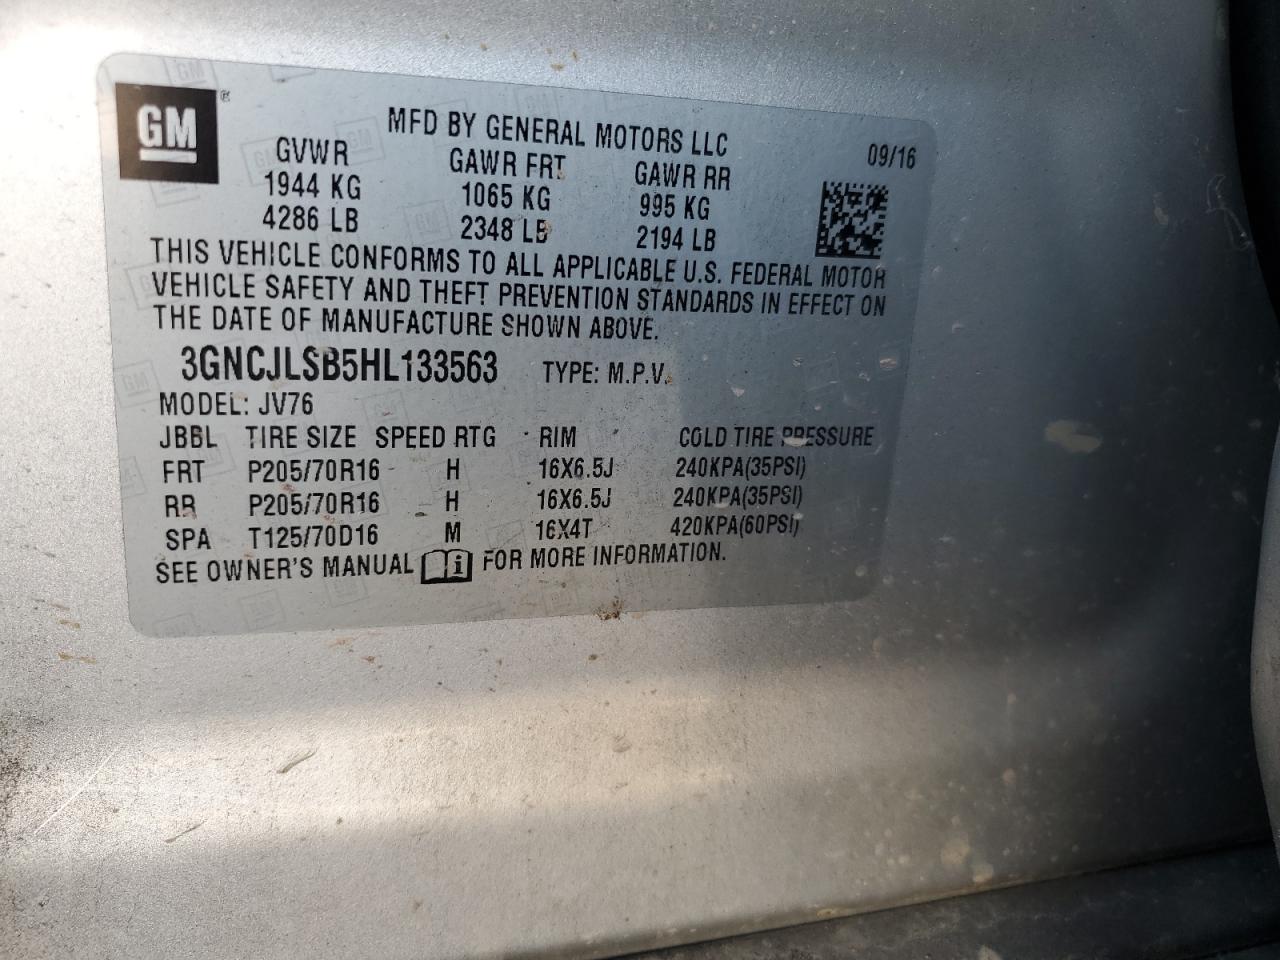 GM ®
MFD BY GENERAL MOTORS LLC 09/16
GVWR GAWR FRT GAWR RR
1944 KG 1065 KG 995 KG
4286 LB 2348 LB 2194 LB
THIS VEHICLE CONFORMS TO ALL APPLICABLE U.S. FEDERAL MOTOR
VEHICLE SAFETY AND THEFT PREVENTION STANDARDS IN EFFECT ON
THE DATE OF MANUFACTURE SHOWN ABOVE.
3GNCJLSB5HL133563 TYPE: M.P.V.
MODEL: JV76
JBBL TIRE SIZE SPEED RTG RIM COLD TIRE PRESSURE
FRT P205/70R16 H 16X6.5J 240KPA(35PSI)
RR P205/70R16 H 16X6.5J 240KPA(35PSI)
SPA T125/70D16 M 16X4T 420KPA(60PSI)
SEE OWNER'S MANUAL FOR MORE INFORMATION.